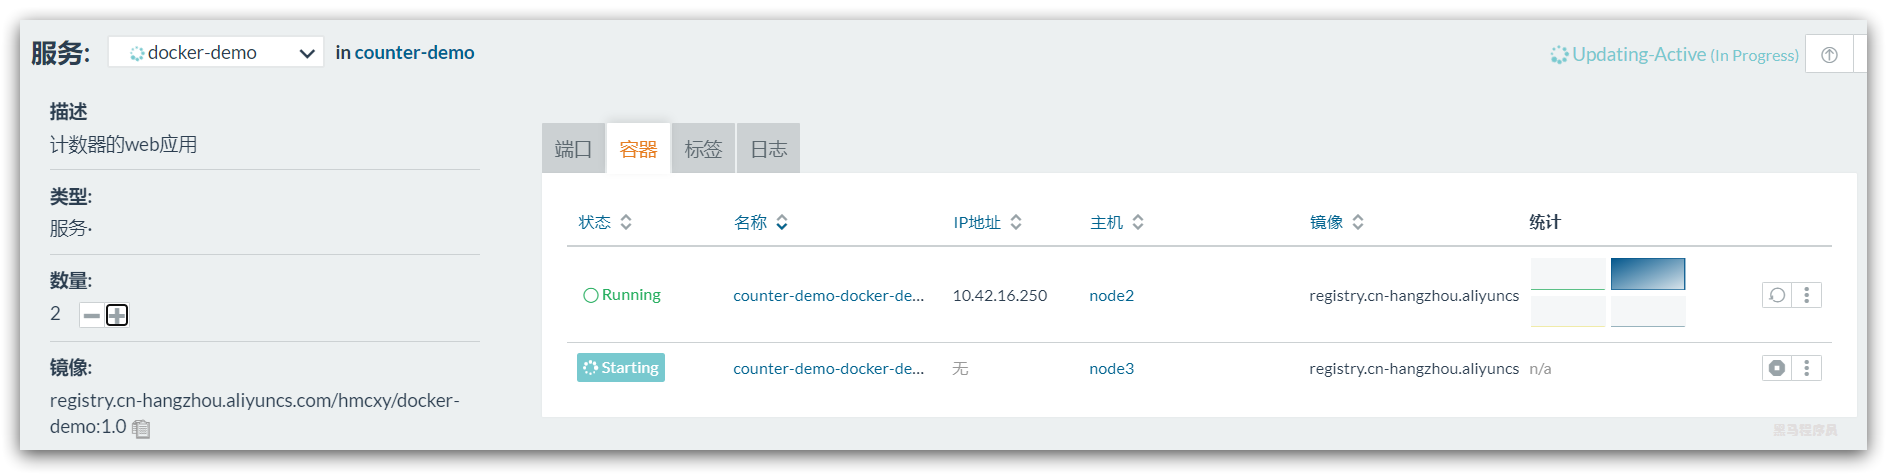 服务: docker-demo in counter-demo
Updating-Active (In Progress)
描述
计数器的web应用
类型:
服务·
数量:
2
镜像:
registry.cn-hangzhou.aliyuncs.com/hmcxy/docker-
demo:1.0
端口 容器 标签 日志
状态 名称 IP地址 主机 镜像 统计
Running counter-demo-docker-de... 10.42.16.250 node2 registry.cn-hangzhou.aliyuncs
Starting counter-demo-docker-de... 无 node3 registry.cn-hangzhou.aliyuncs n/a
黑马程序员